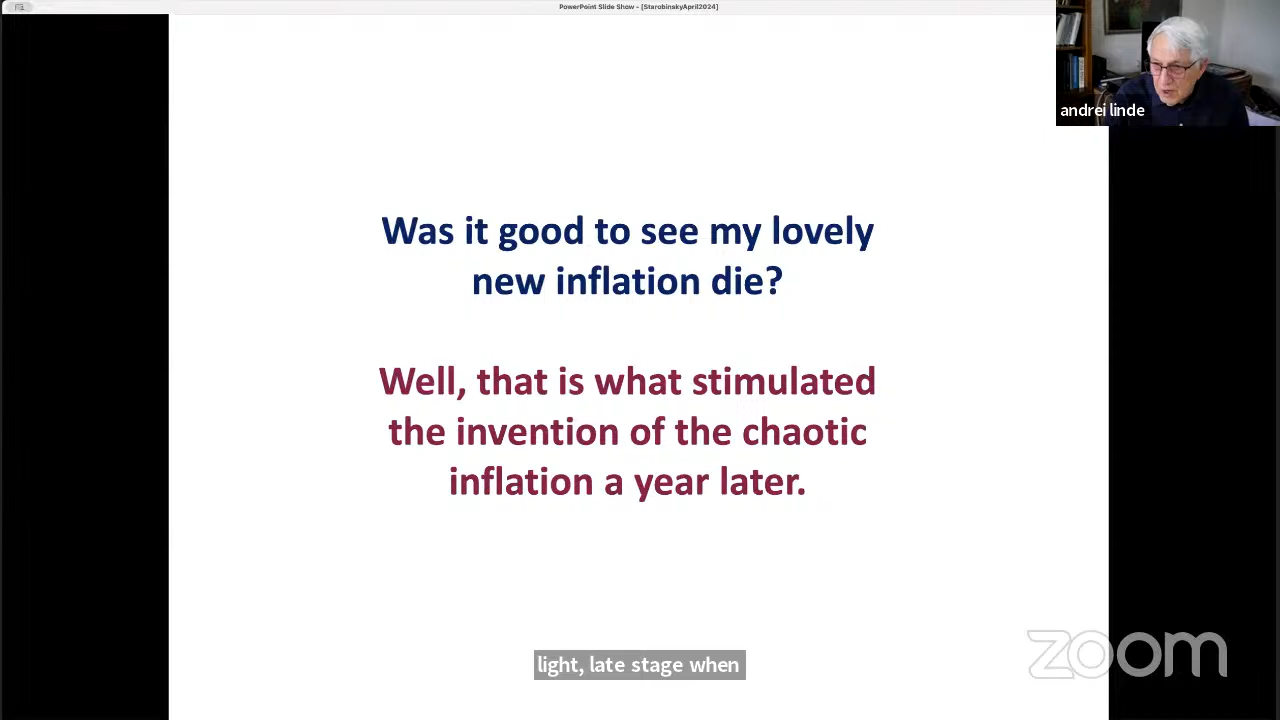 PowerPoint Slide Show - [StarobinskyApril2024]
andrei linde
Was it good to see my lovely
new inflation die?
Well, that is what stimulated
the invention of the chaotic
inflation a year later.
light, late stage when
zoom